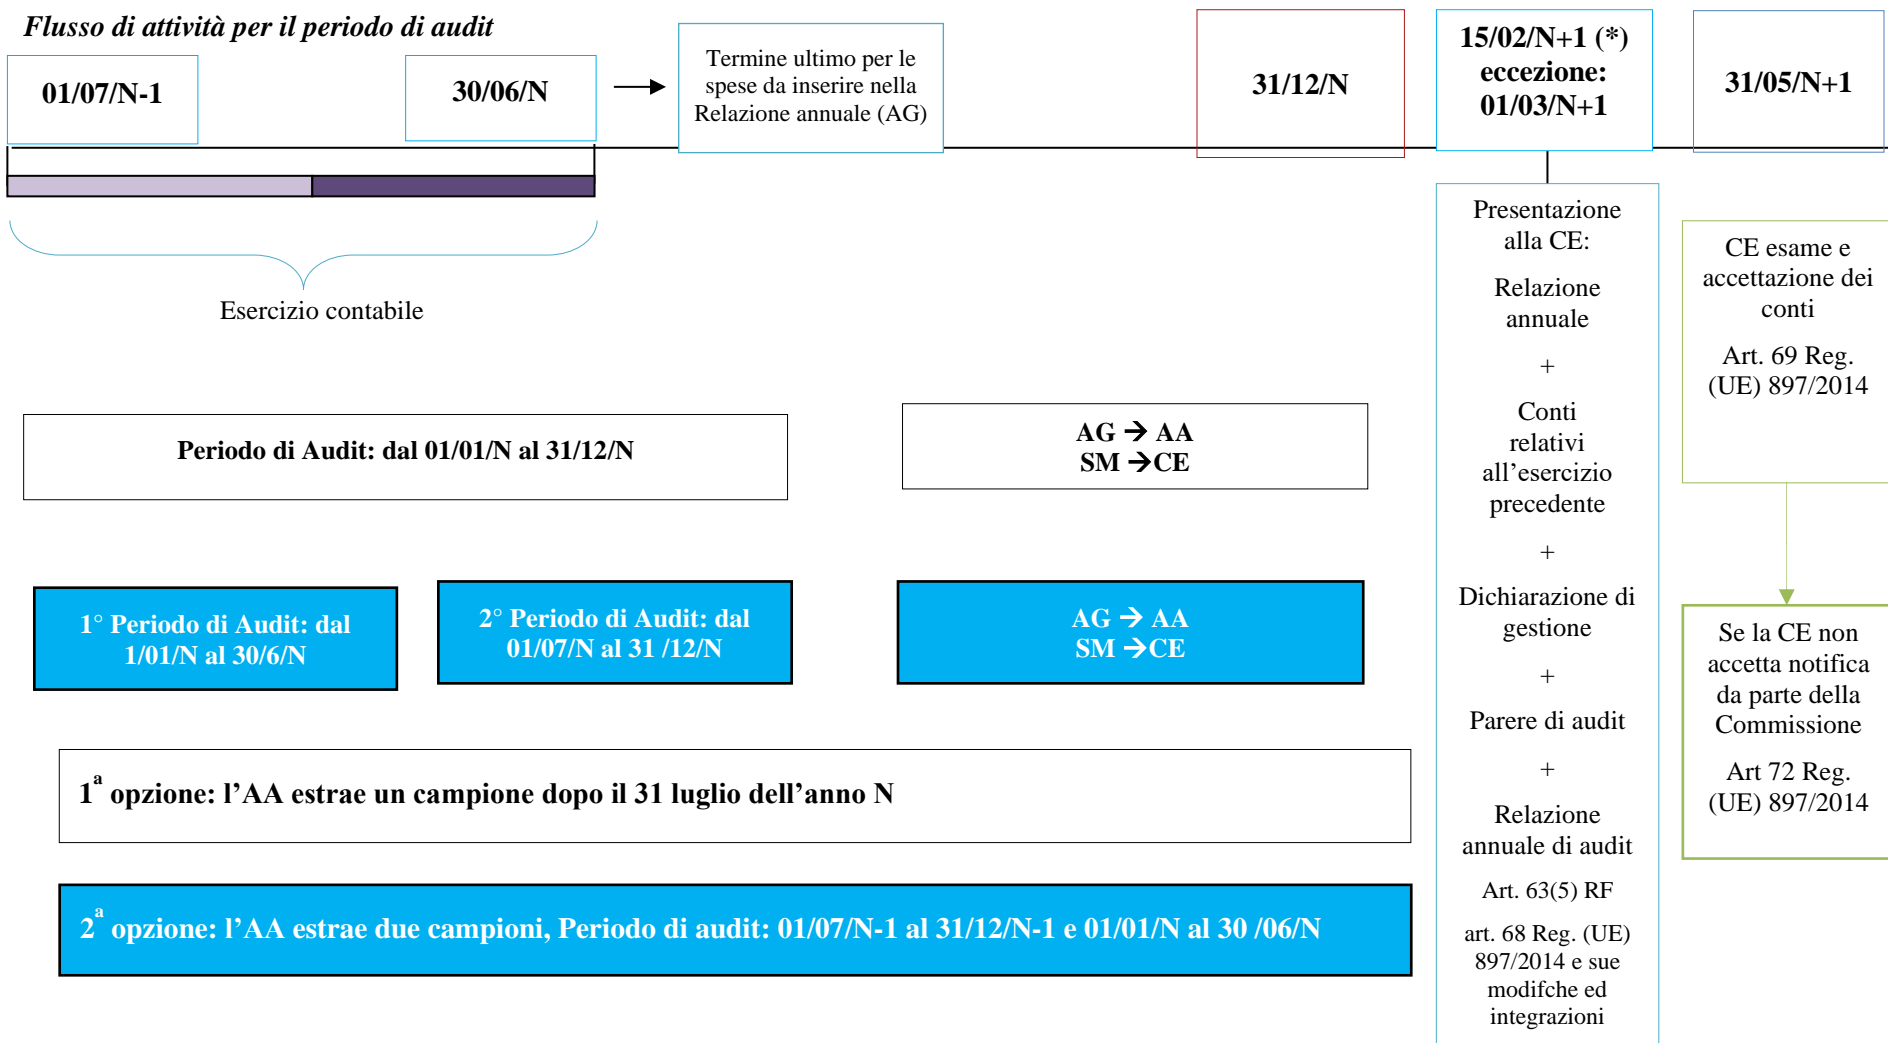 Flusso di attività per il periodo di audit
01/07/N-1
30/06/N
Termine ultimo per le
spese da inserire nella
Relazione annuale (AG)
31/12/N
15/02/N+1 (*)
eccezione:
01/03/N+1
31/05/N+1
Esercizio contabile
Periodo di Audit: dal 01/01/N al 31/12/N
AG → AA
SM →CE
1° Periodo di Audit: dal
1/01/N al 30/6/N
2° Periodo di Audit: dal
01/07/N al 31 /12/N
AG → AA
SM →CE
1ª opzione: l’AA estrae un campione dopo il 31 luglio dell’anno N
2ª opzione: l’AA estrae due campioni, Periodo di audit: 01/07/N-1 al 31/12/N-1 e 01/01/N al 30 /06/N
Presentazione
alla CE:
Relazione
annuale
+
Conti
relativi
all’esercizio
precedente
+
Dichiarazione di
gestione
+
Parere di audit
+
Relazione
annuale di audit
Art. 63(5) RF
art. 68 Reg. (UE)
897/2014 e sue
modifche ed
integrazioni
CE esame e
accettazione dei
conti
Art. 69 Reg.
(UE) 897/2014
Se la CE non
accetta notifica
da parte della
Commissione
Art 72 Reg.
(UE) 897/2014